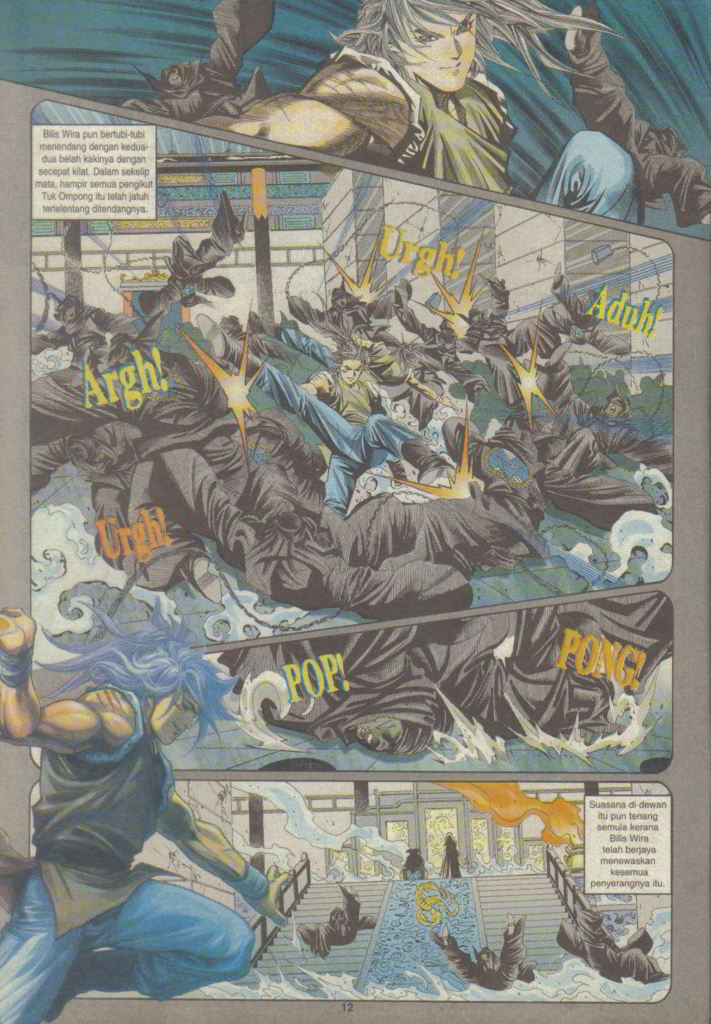 Bilis Wira pun bertubi-tubi
menendang dengan kedua-
dua belah kakinya dengan
secepat kilat. Dalam sekelip
mata, hampir semua pengikut
Tuk Ompong itu telah jatuh
tertelentang ditendangnya.
Urgh!
Aduh!
Argh!
Urgh!
POP!
PONG!
Suasana di dewan
itu pun tenang
semula kerana
Bilis Wira
telah berjaya
menewaskan
kesemua
penyerangnya itu.
12